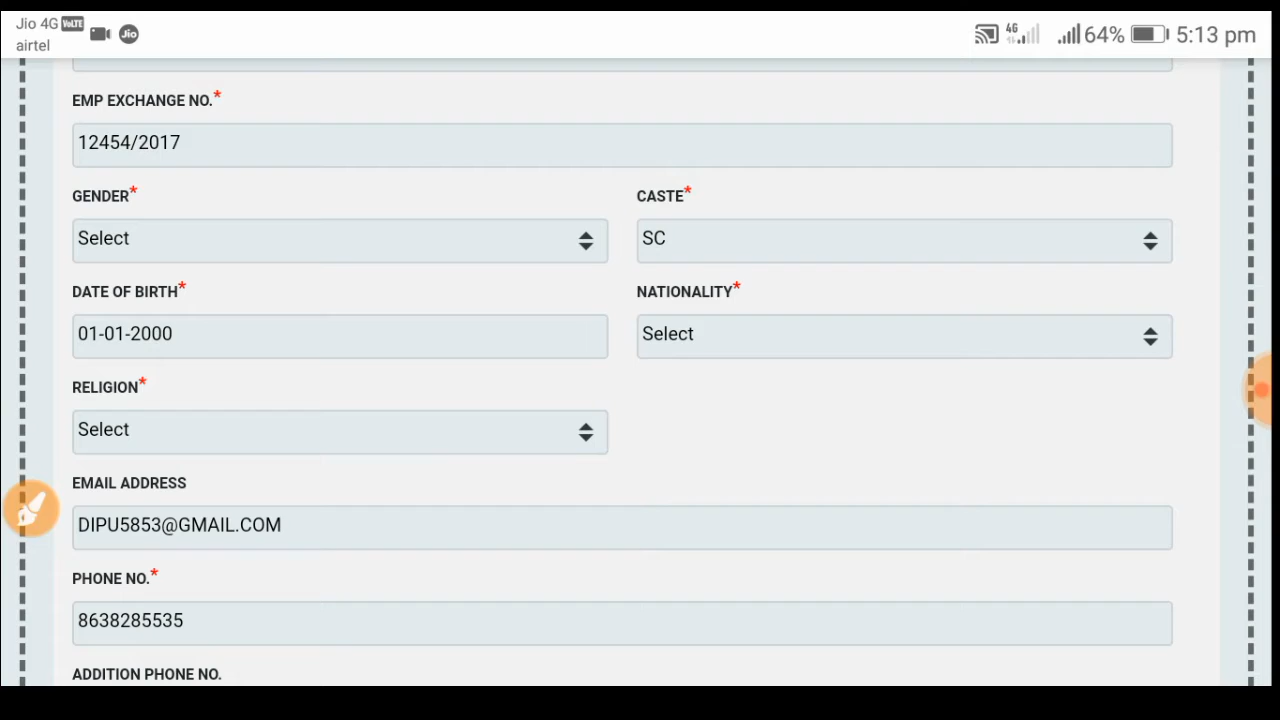 Jio 4G VoLTE
airtel
Jio
4G
64%
5:13 pm
EMP EXCHANGE NO.*
12454/2017
GENDER*
CASTE*
Select
SC
DATE OF BIRTH*
NATIONALITY*
01-01-2000
Select
RELIGION*
Select
EMAIL ADDRESS
DIPU5853@GMAIL.COM
PHONE NO.*
8638285535
ADDITION PHONE NO.